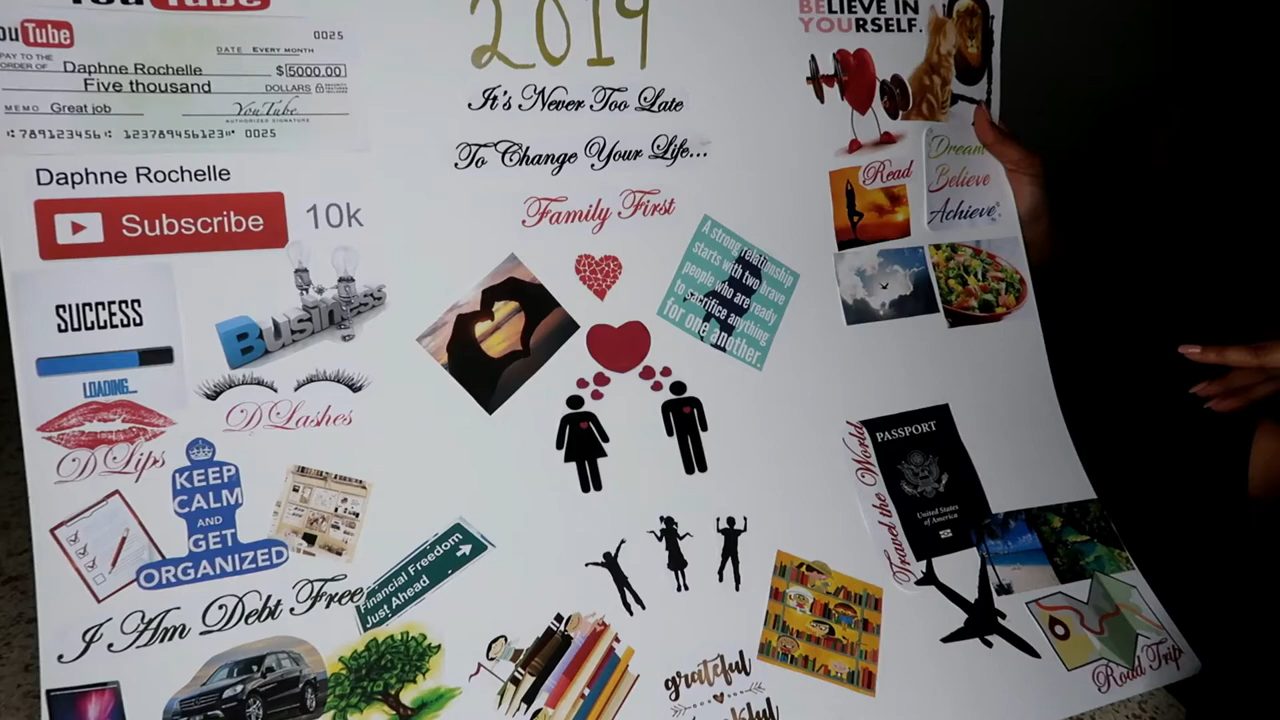 YouTube
YouTube
0025
DATE EVERY MONTH
PAY TO THE
ORDER OF Daphne Rochelle $ 5000.00
Five thousand DOLLARS
MEMO Great job YouTube
AUTHORIZED SIGNATURE
789123456 123789456123 0025
Daphne Rochelle
Subscribe 10k
SUCCESS
LOADING...
Business
DLashes
DLips
KEEP
CALM
AND
GET
ORGANIZED
I Am Debt Free
Financial Freedom
Just Ahead
2019
It's Never Too Late
To Change Your Life...
Family First
A strong relationship
starts with two brave
people who are ready
to sacrifice anything
for one another.
grateful
BELIEVE IN
YOURSELF.
Read
Dream
Believe
Achieve
Travel the World
PASSPORT
United States
of America
Road Trip